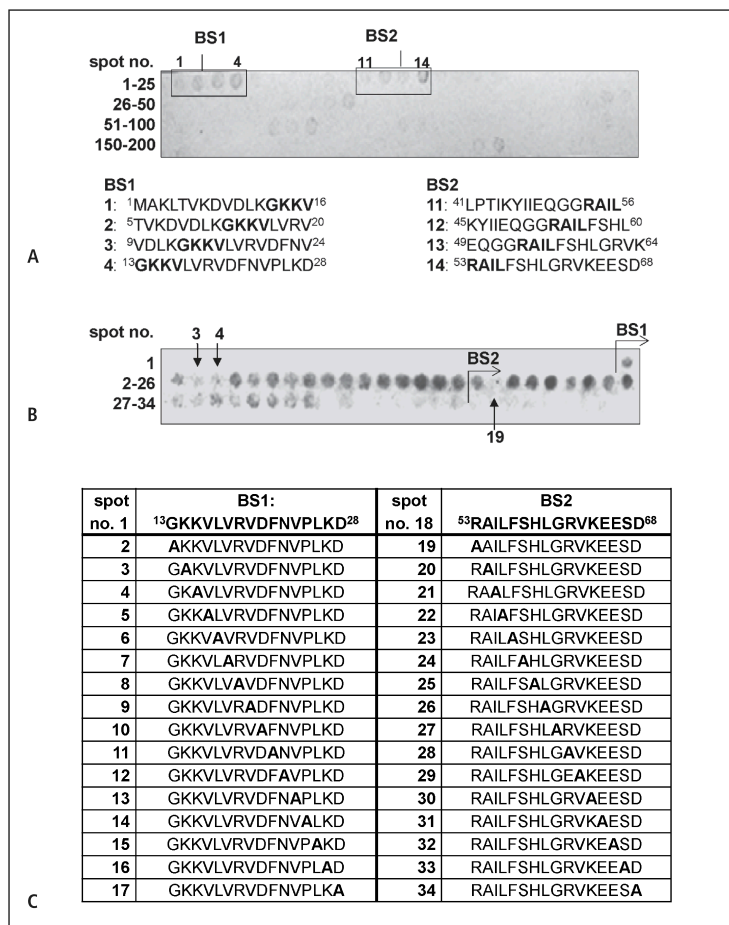 BS1 BS2
spot no. 1 4 11 14
1-25
26-50
51-100
150-200
BS1
1: ¹MAKLTVKDVDLKGKKV¹⁶
2: ⁵TVKDVDLKGKKVLVRV²⁰
3: ⁹VDLKGKKVLVRVDFNV²⁴
4: ¹³GKKVLVRVDFNVPLKD²⁸
BS2
11: ⁴¹LPTIKYIIEQGGRAIL⁵⁶
12: ⁴⁵KYIIEQGGRAILFSHL⁶⁰
13: ⁴⁹EQGGRAILFSHLGRVK⁶⁴
14: ⁵³RAILFSHLGRVKEESD⁶⁸
A
spot no. 3 4 BS1
1 BS2
2-26
27-34
19
B
spot no. 1 BS1: ¹³GKKVLVRVDFNVPLKD²⁸ spot no. 18 BS2 ⁵³RAILFSHLGRVKEESD⁶⁸
2 AKKVLVRVDFNVPLKD 19 AAILFSHLGRVKEESD
3 GAKVLVRVDFNVPLKD 20 RAILFSHLGRVKEESD
4 GKAVLVRVDFNVPLKD 21 RAALFSHLGRVKEESD
5 GKKALVRVDFNVPLKD 22 RAIAFSHLGRVKEESD
6 GKKVAVRVDFNVPLKD 23 RAILASHLGRVKEESD
7 GKKVLARVDFNVPLKD 24 RAILFAHLGRVKEESD
8 GKKVLVAVDFNVPLKD 25 RAILFSALGRVKEESD
9 GKKVLVRADFNVPLKD 26 RAILFSHAGRVKEESD
10 GKKVLVRVAFNVPLKD 27 RAILFSHLARVKEESD
11 GKKVLVRVDANVPLKD 28 RAILFSHLGAVKEESD
12 GKKVLVRVDFAVPLKD 29 RAILFSHLGEAKEESD
13 GKKVLVRVDFNAPLKD 30 RAILFSHLGRVAEESD
14 GKKVLVRVDFNVALKD 31 RAILFSHLGRVKAESD
15 GKKVLVRVDFNVPAKD 32 RAILFSHLGRVKEASD
16 GKKVLVRVDFNVPLAD 33 RAILFSHLGRVKEEAD
17 GKKVLVRVDFNVPLKA 34 RAILFSHLGRVKEESA
C